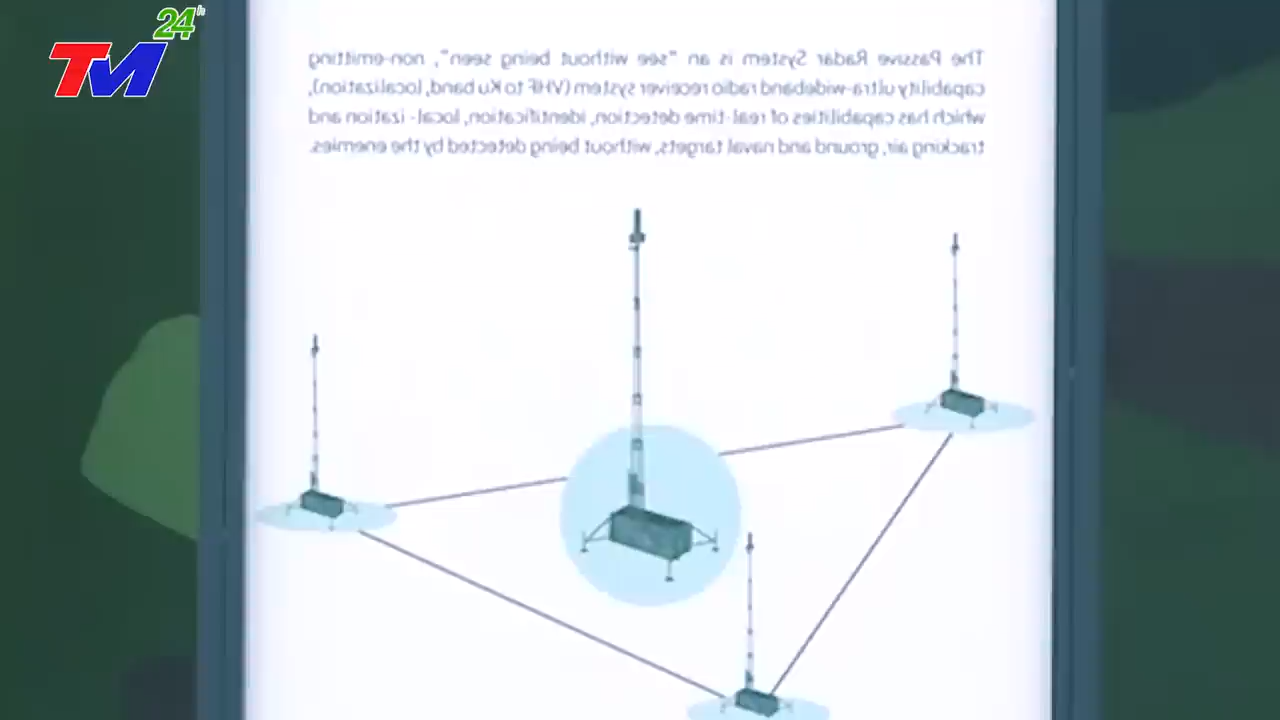 24h
TM
The Passive Radar System is an "see without being seen", non-emitting
capability ultra-wideband radio receiver system (VHF to Ku band, localization),
which has capabilities of real-time detection, identification, local- ization and
tracking air, ground and naval targets, without being detected by the enemies.